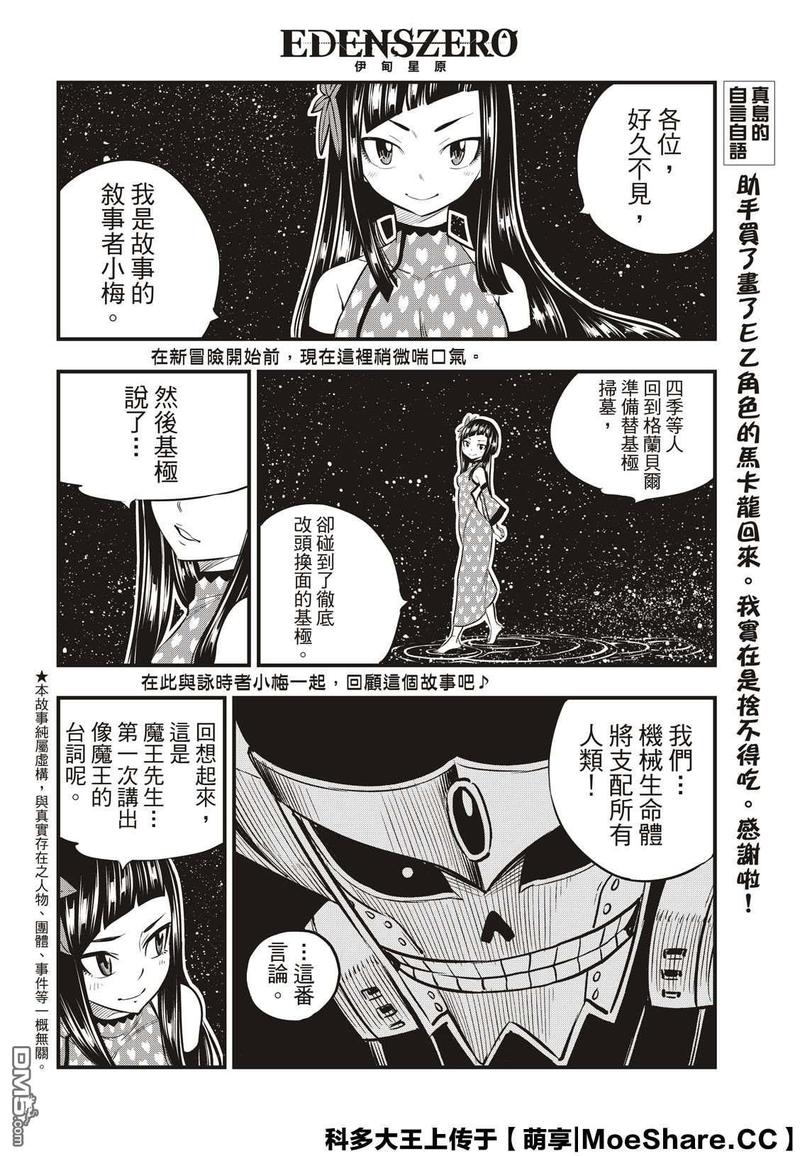 EDENSZERO
伊甸星原
真島的
自言自語
助手買了畫了EZ角色的馬卡龍回來。我實在是捨不得吃。感謝啦！
各位，
好久不見，
我是故事的
敘事者小梅。
在新冒險開始前，現在這裡稍微喘口氣。
四季等人
回到格蘭貝爾
準備替基極
掃墓，
卻碰到了徹底
改頭換面的基極。
然後基極
說了…
在此與詠時者小梅一起，回顧這個故事吧♪
我們…
機械生命體
將支配所有
人類！
…這番
言論。
回想起來，
這是
魔王先生…
第一次講出
像魔王的
台詞呢。
★本故事純屬虛構，與真實存在之人物、團體、事件等一概無關。
DM5.com
科多大王上传于【萌享|MoeShare.CC】